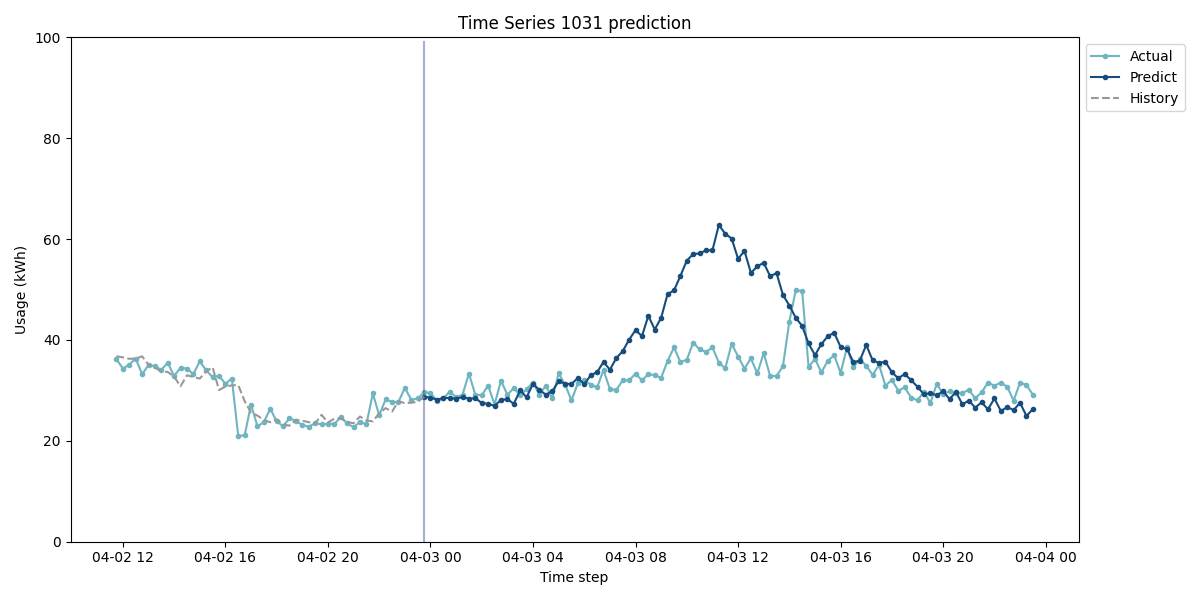 Time Series 1031 prediction
Usage (kWh)
100
80
60
40
20
0
04-02 12
04-02 16
04-02 20
04-03 00
04-03 04
04-03 08
04-03 12
04-03 16
04-03 20
04-04 00
Time step
Actual
Predict
History